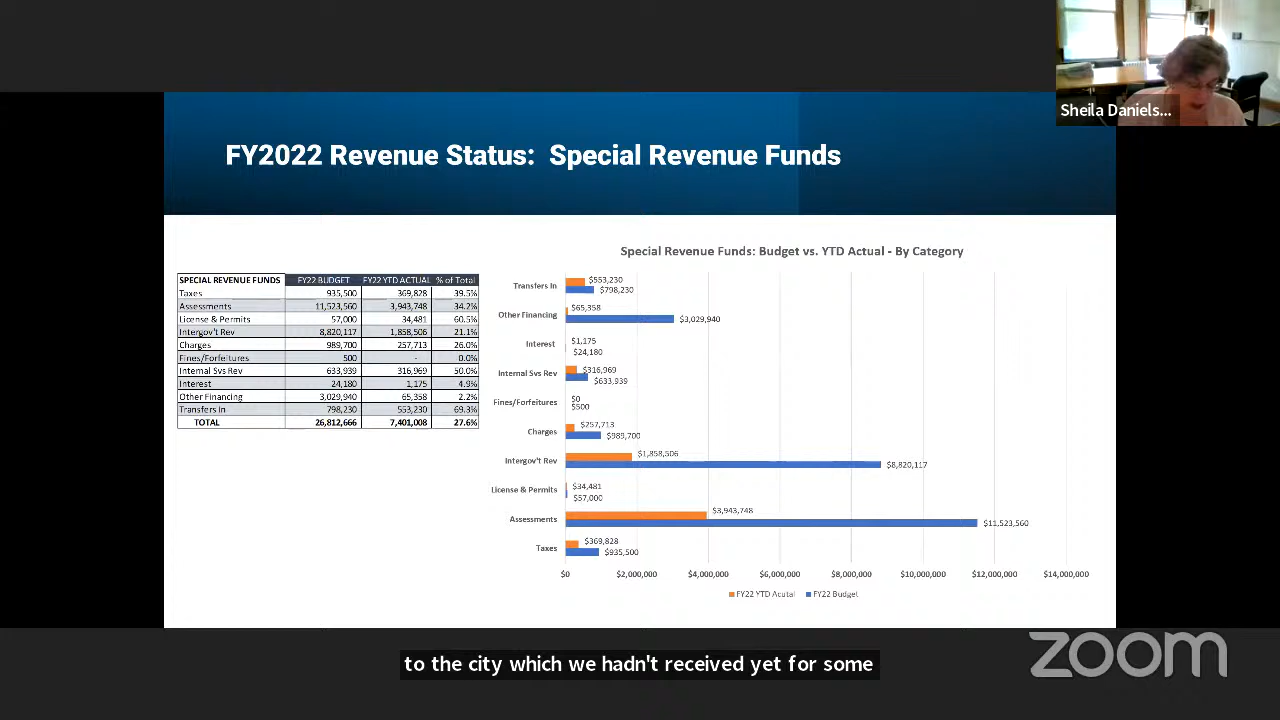 Sheila Daniels...
FY2022 Revenue Status: Special Revenue Funds
SPECIAL REVENUE FUNDS FY22 BUDGET FY22 YTD ACTUAL % of Total
Taxes 935,500 369,828 39.5%
Assessments 11,523,560 3,943,748 34.2%
License & Permits 57,000 34,481 60.5%
Intergov't Rev 8,820,117 1,858,506 21.1%
Charges 989,700 257,713 26.0%
Fines/Forfeitures 500 - 0.0%
Internal Svs Rev 633,939 316,969 50.0%
Interest 24,180 1,175 4.9%
Other Financing 3,029,940 65,358 2.2%
Transfers In 798,230 553,230 69.3%
TOTAL 26,812,666 7,401,008 27.6%
Special Revenue Funds: Budget vs. YTD Actual - By Category
Transfers In $553,230
$798,230
Other Financing $65,358
$3,029,940
Interest $1,175
$24,180
Internal Svs Rev $316,969
$633,939
Fines/Forfeitures $0
$500
Charges $257,713
$989,700
Intergov't Rev $1,858,506
$8,820,117
License & Permits $34,481
$57,000
Assessments $3,943,748
$11,523,560
Taxes $369,828
$935,500
$0 $2,000,000 $4,000,000 $6,000,000 $8,000,000 $10,000,000 $12,000,000 $14,000,000
FY22 YTD Acutal FY22 Budget
to the city which we hadn't received yet for some
zoom